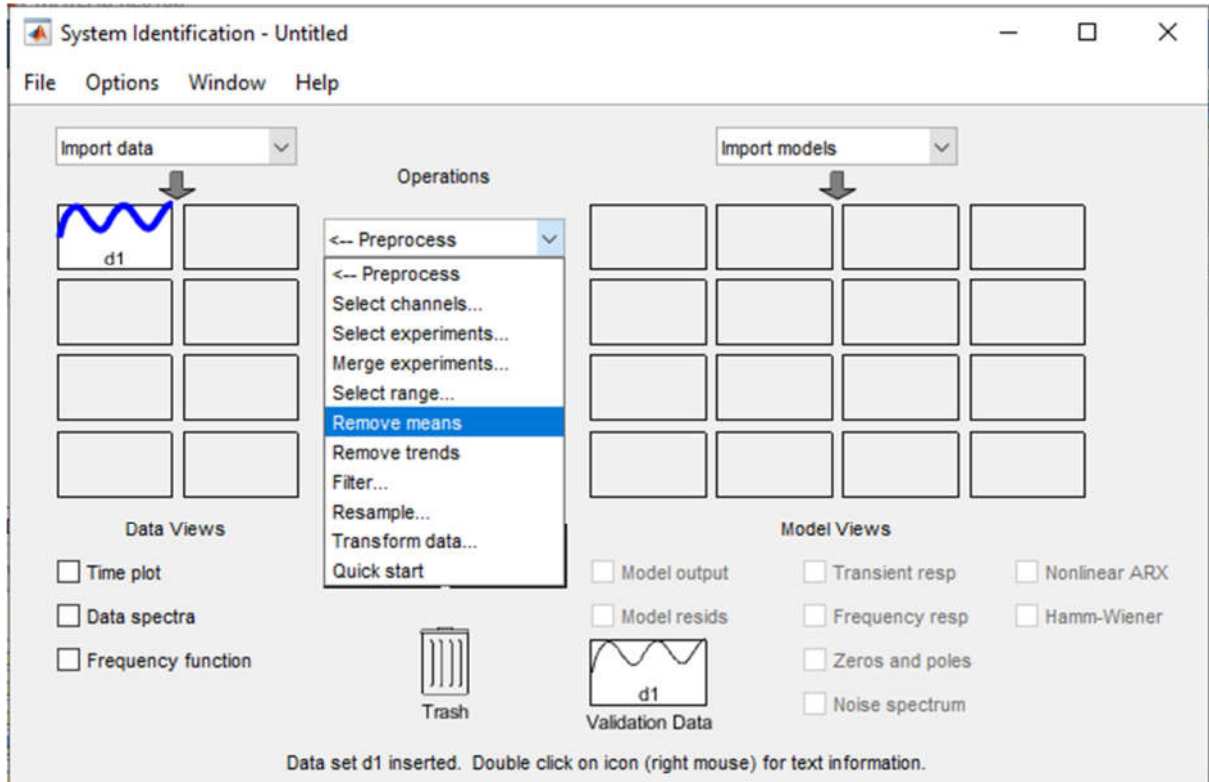 System Identification - Untitled
File Options Window Help
Import data
Import models
Operations
d1
<-- Preprocess
<-- Preprocess
Select channels...
Select experiments...
Merge experiments...
Select range...
Remove means
Remove trends
Filter...
Resample...
Transform data...
Quick start
Data Views
Time plot
Data spectra
Frequency function
Trash
Model Views
Model output
Transient resp
Nonlinear ARX
Model resids
Frequency resp
Hamm-Wiener
Zeros and poles
Noise spectrum
d1
Validation Data
Data set d1 inserted. Double click on icon (right mouse) for text information.